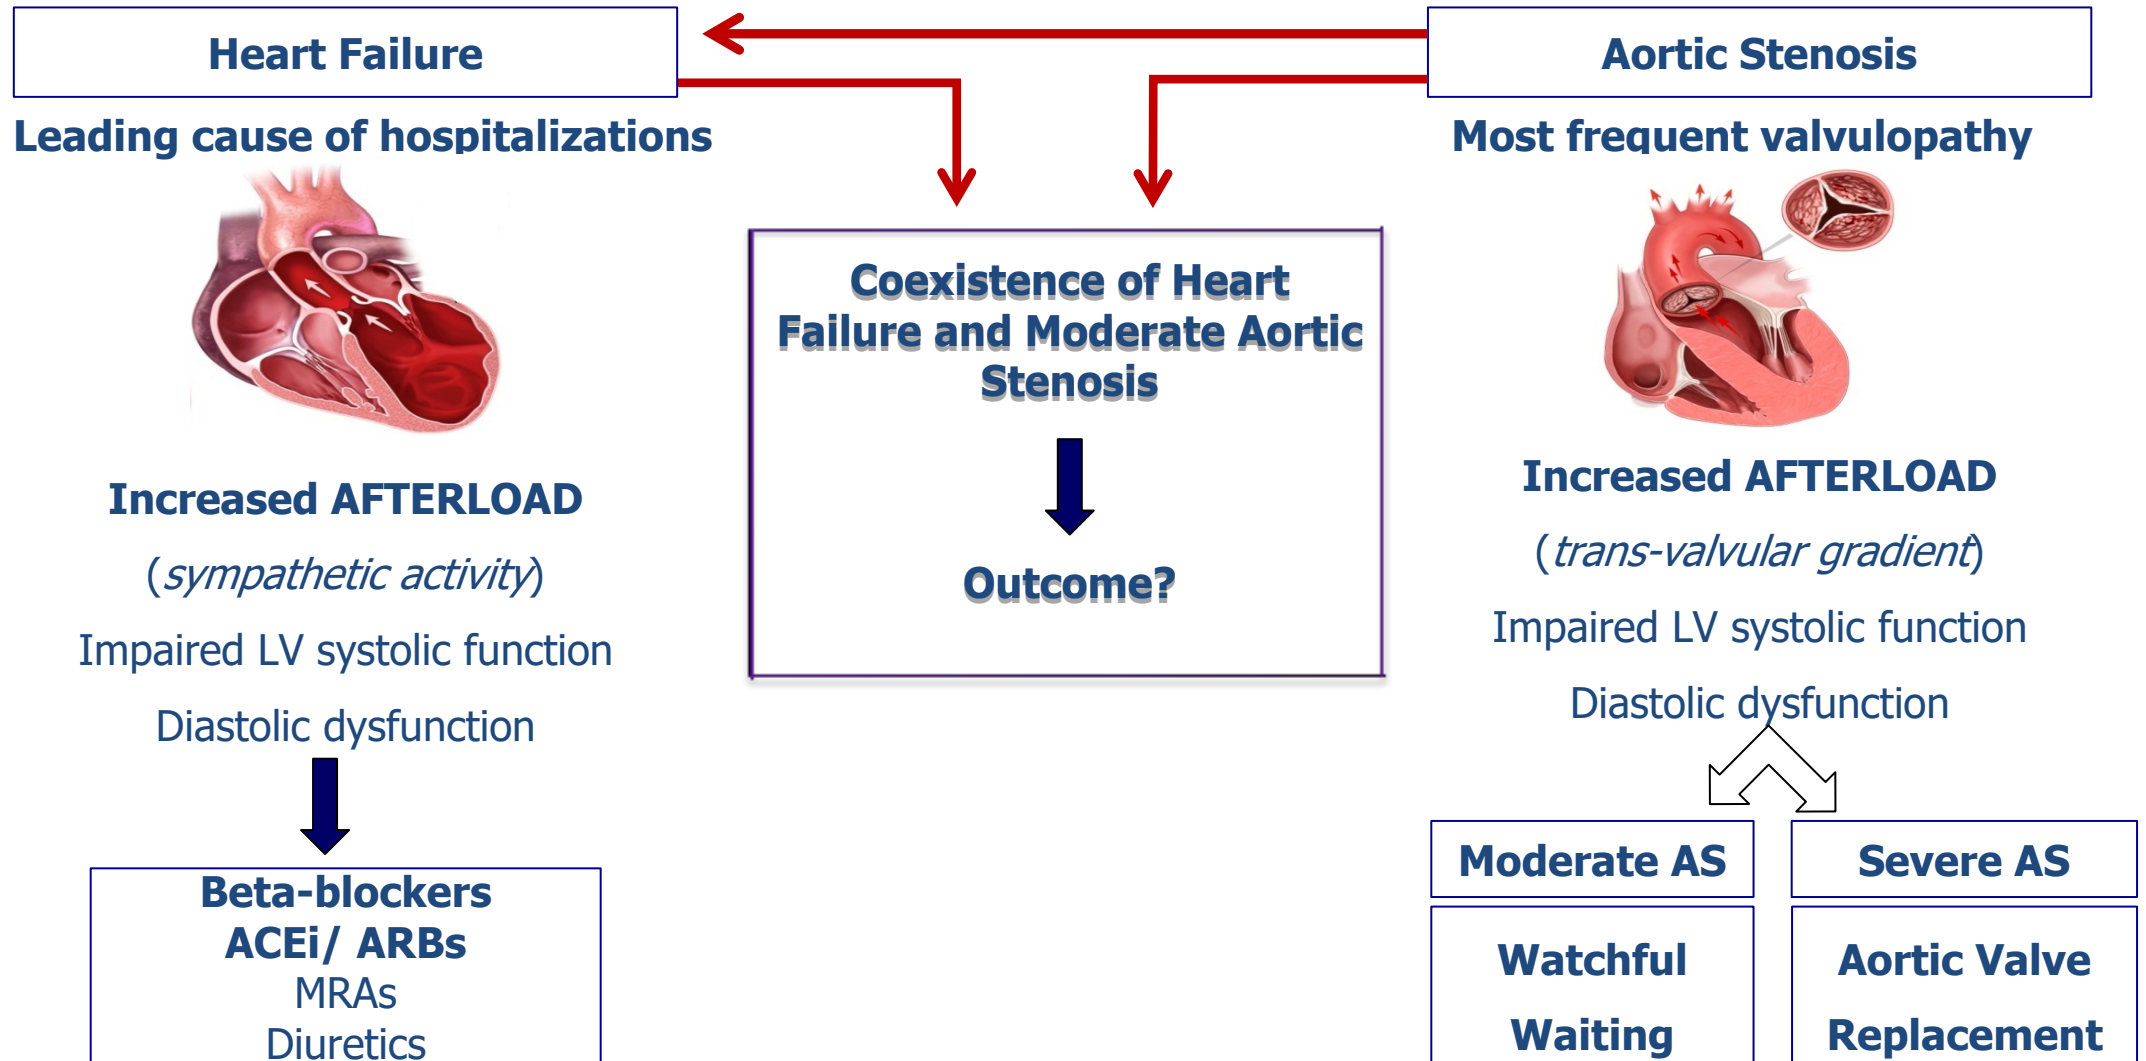 Heart Failure
Leading cause of hospitalizations
Increased AFTERLOAD
(sympathetic activity)
Impaired LV systolic function
Diastolic dysfunction
Beta-blockers
ACEi/ ARBs
MRAs
Diuretics
Coexistence of Heart
Failure and Moderate Aortic
Stenosis
Outcome?
Aortic Stenosis
Most frequent valvulopathy
Increased AFTERLOAD
(trans-valvular gradient)
Impaired LV systolic function
Diastolic dysfunction
Moderate AS
Watchful
Waiting
Severe AS
Aortic Valve
Replacement